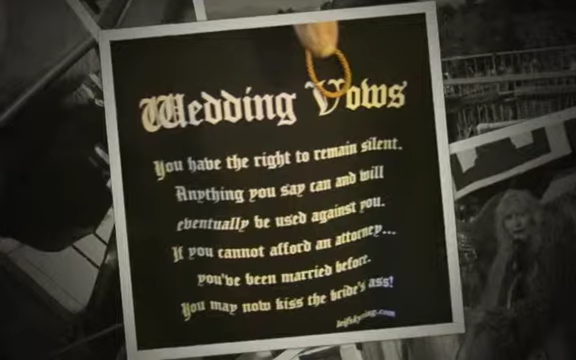 Wedding Vows
You have the right to remain silent.
Anything you say can and will
eventually be used against you.
If you cannot afford an attorney...
you've been married before.
You may now kiss the bride's ass!